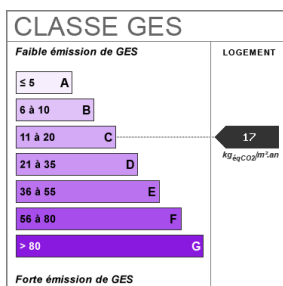 CLASSE GES
Faible émission de GES
LOGEMENT
≤ 5 A
6 à 10 B
11 à 20 C
17
kgéqCO2/m².an
21 à 35 D
36 à 55 E
56 à 80 F
> 80 G
Forte émission de GES